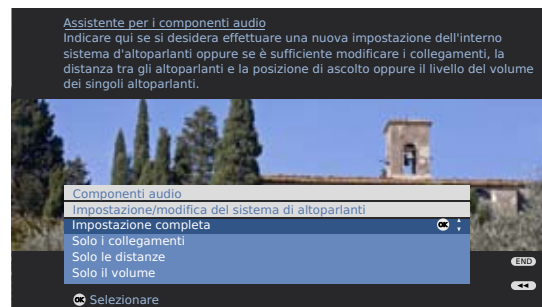 Assistente per i componenti audio
Indicare qui se si desidera effettuare una nuova impostazione dell'interno
sistema d'altoparlanti oppure se è sufficiente modificare i collegamenti, la
distanza tra gli altoparlanti e la posizione di ascolto oppure il livello del volume
dei singoli altoparlanti.
Componenti audio
Impostazione/modifica del sistema di altoparlanti
Impostazione completa OK
Solo i collegamenti
Solo le distanze
Solo il volume
END
OK Selezionare